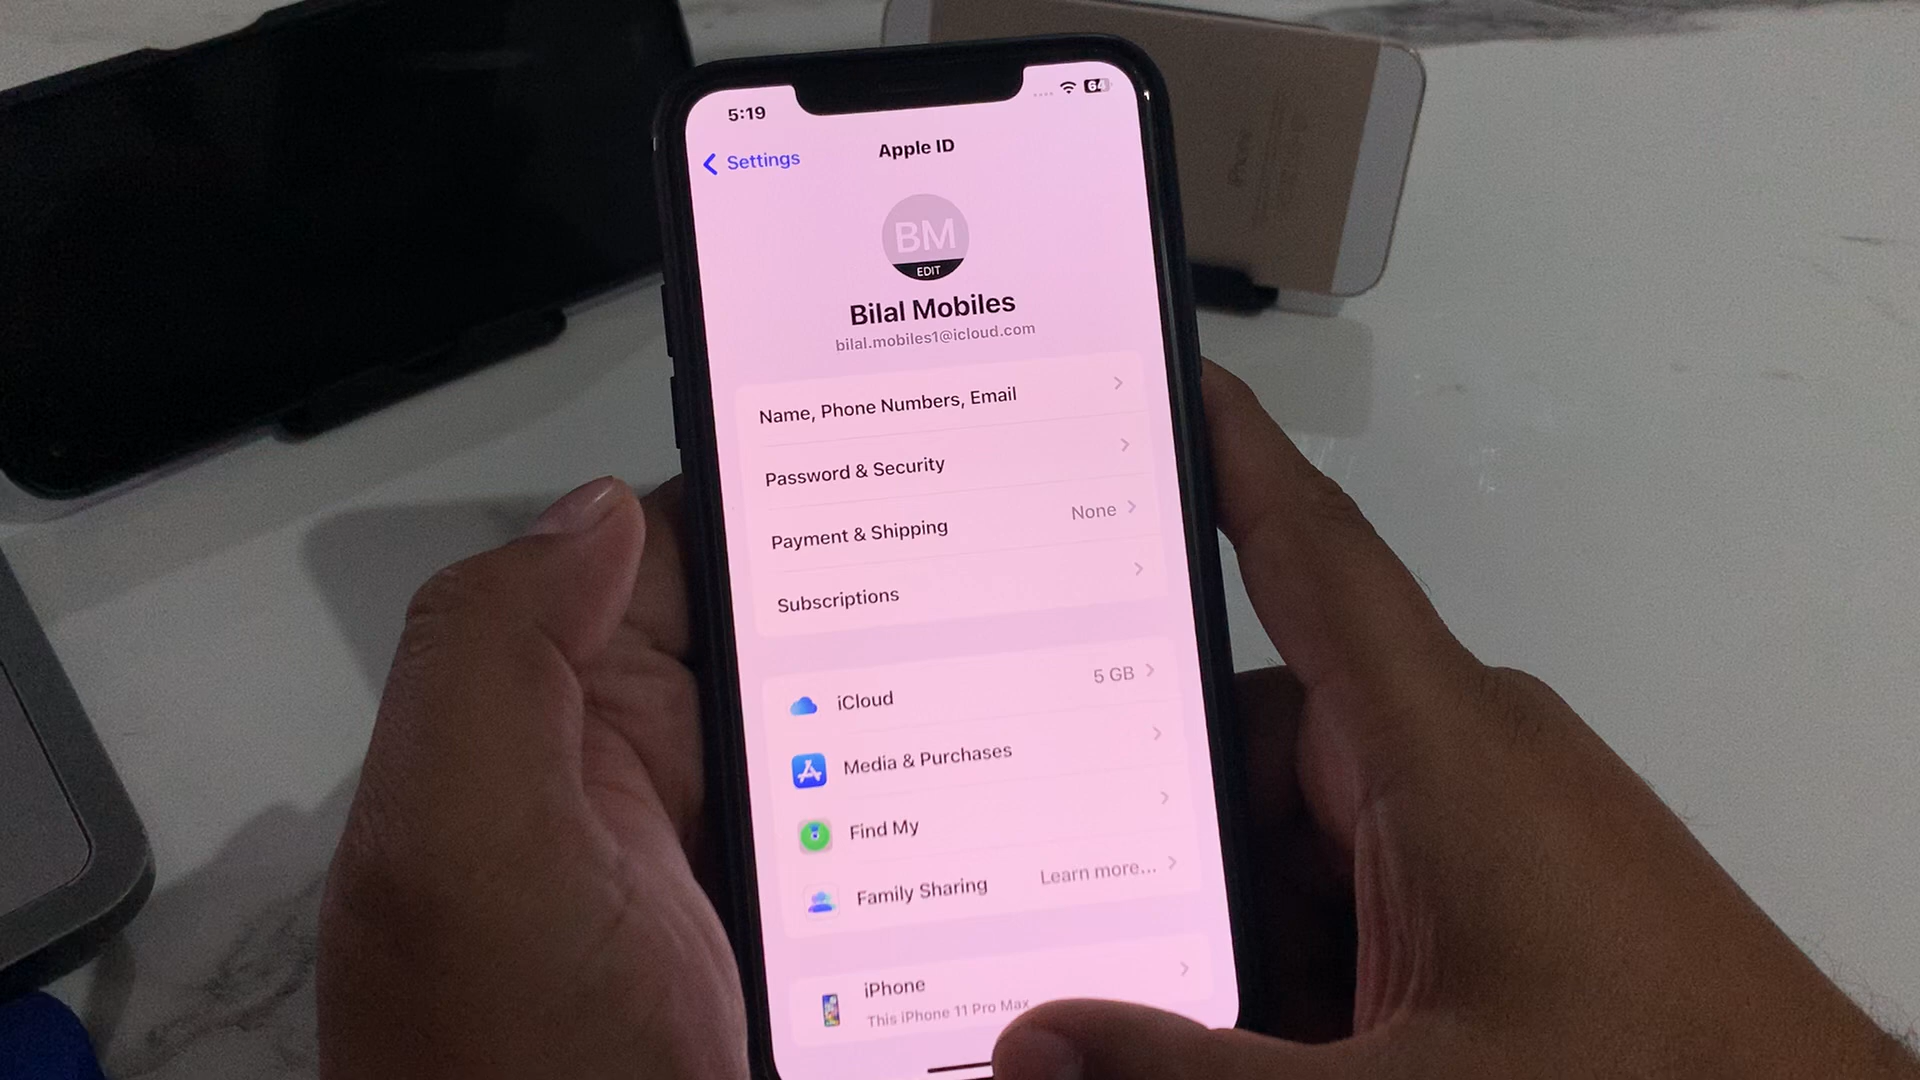 5:19
64
Settings
Apple ID
BM
EDIT
Bilal Mobiles
bilal.mobiles1@icloud.com
Name, Phone Numbers, Email
Password & Security
Payment & Shipping None
Subscriptions
iCloud 5 GB
Media & Purchases
Find My
Family Sharing Learn more...
iPhone
This iPhone 11 Pro Max
iPhone